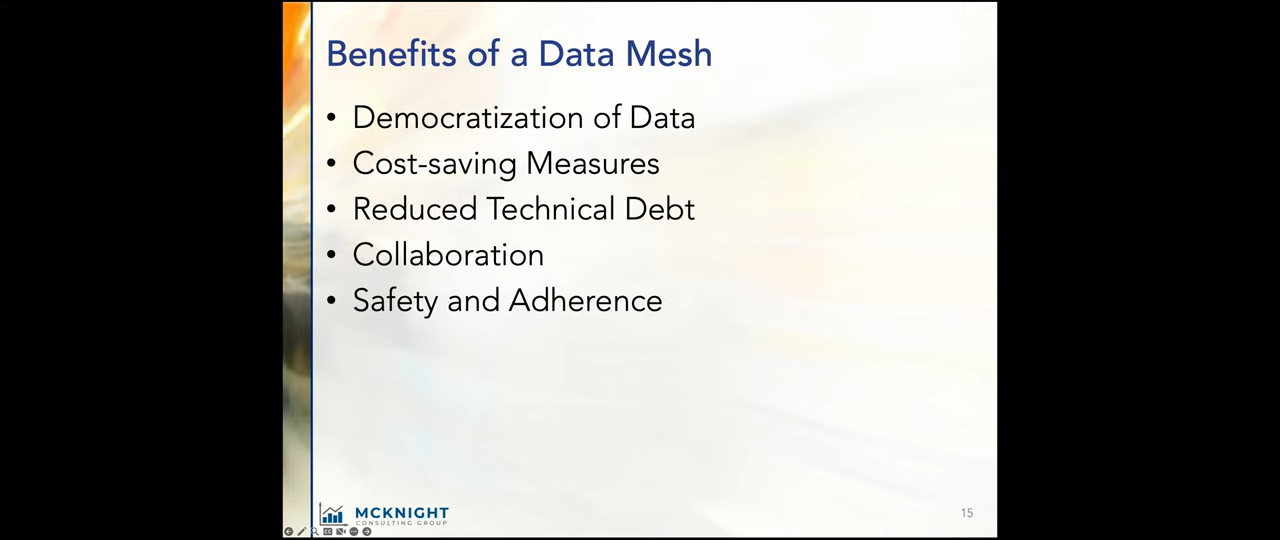 Benefits of a Data Mesh
• Democratization of Data
• Cost-saving Measures
• Reduced Technical Debt
• Collaboration
• Safety and Adherence
MCKNIGHT
CONSULTING GROUP
15